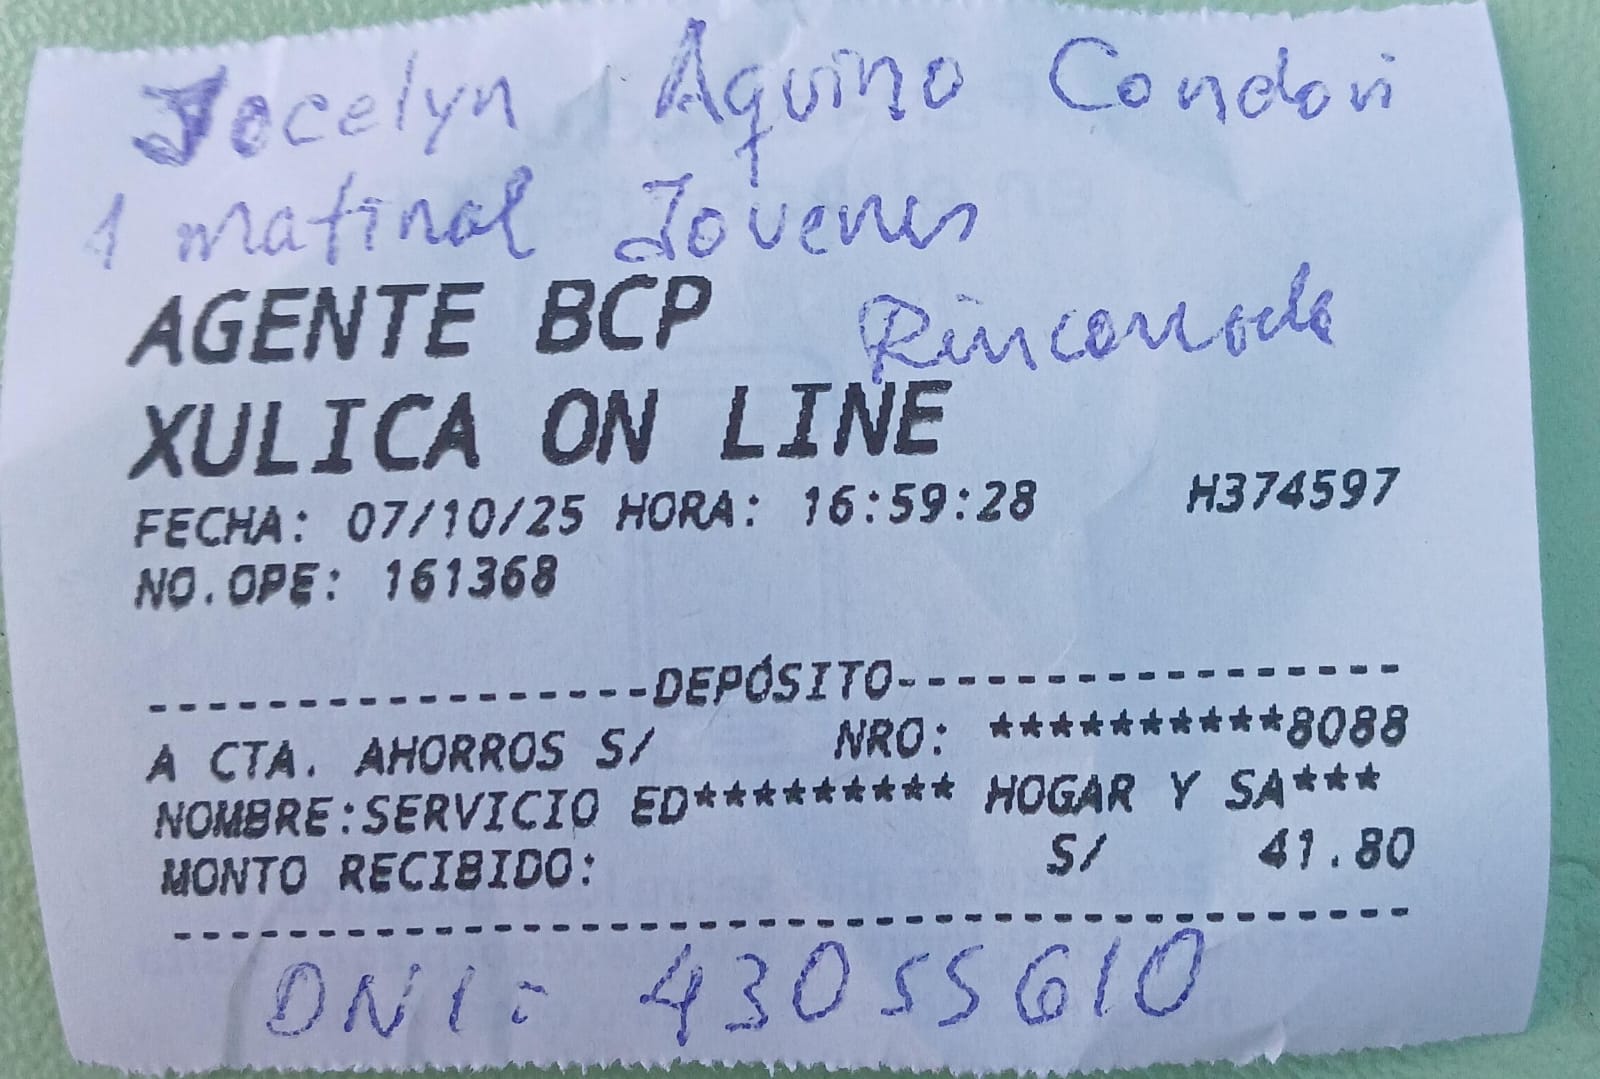 Jocelyn Aquino Condori
1 matinal Jovenes
AGENTE BCP
Rinconada
XULICA ON LINE
FECHA: 07/10/25 HORA: 16:59:28 H374597
NO.OPE: 161368
-----------------DEPÓSITO-----------------
A CTA. AHORROS S/ NRO: **********8088
NOMBRE:SERVICIO ED********* HOGAR Y SA***
MONTO RECIBIDO: S/ 41.80
DNI: 43055610